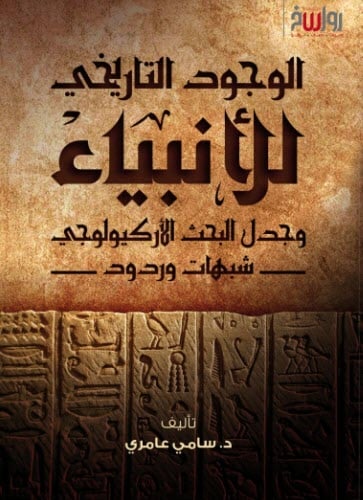 رواسخ
الوجود التاريخي
للأنبياء
وجدل البحث الأركيولوجي
شبهات وردود
تأليف
د. سامي عامري